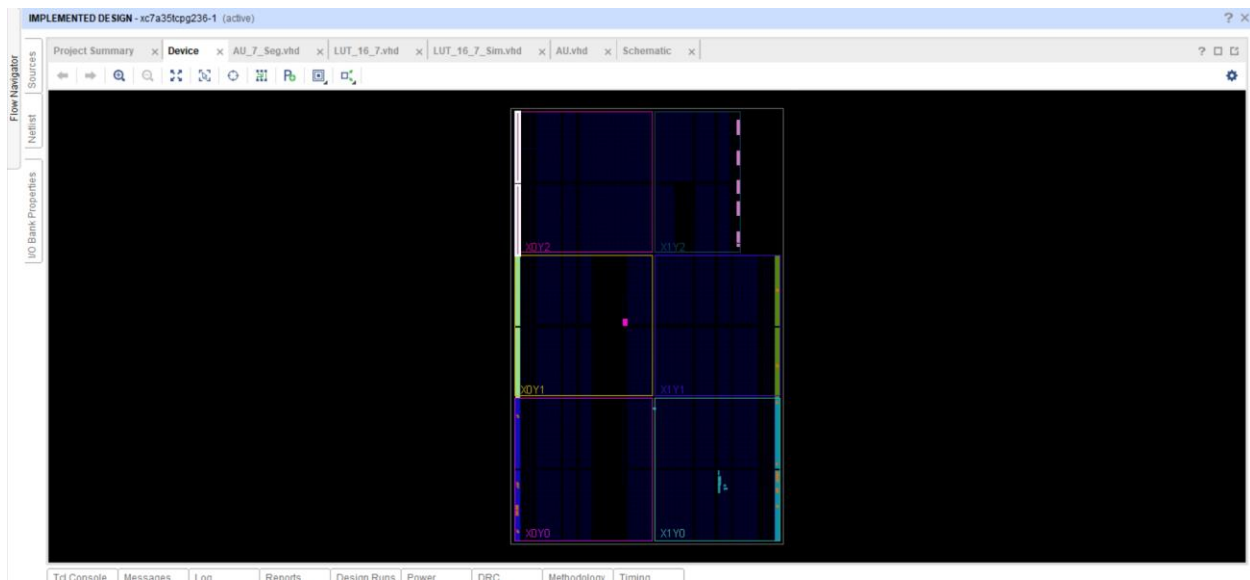 IMPLEMENTED DESIGN - xc7a35tcpg236-1 (active)
Flow Navigator
Sources
Netlist
I/O Bank Properties
Project Summary Device AU_7_Seg.vhd LUT_16_7.vhd LUT_16_7_Sim.vhd AU.vhd Schematic
X0Y2 X1Y2
X0Y1 X1Y1
X0Y0 X1Y0
Tcl Console Messages Log Reports Design Runs Power DRC Methodology Timing